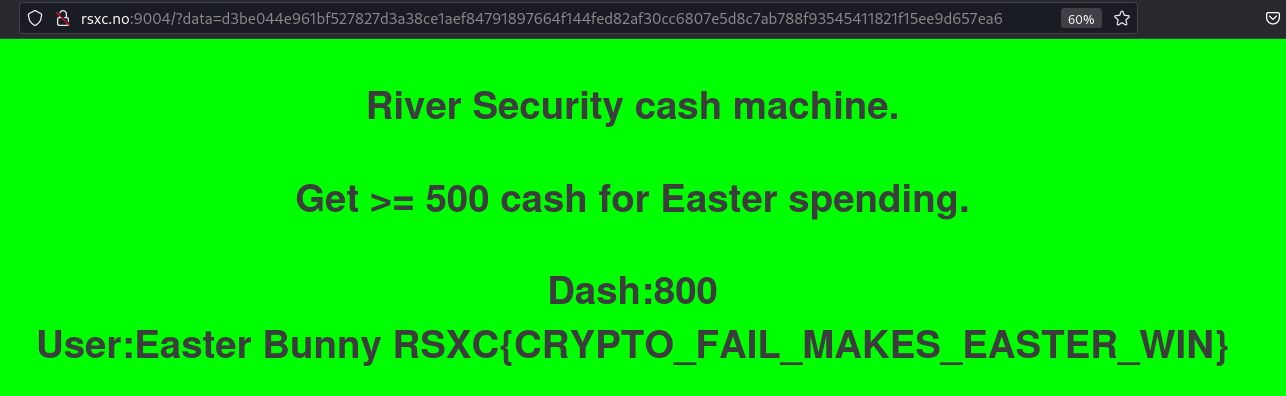 rsxc.no:9004/?data=d3be044e961bf527827d3a38ce1aef84791897664f144fed82af30cc6807e5d8c7ab788f93545411821f15ee9d657ea6 60%
River Security cash machine.
Get >= 500 cash for Easter spending.
Dash:800
User:Easter Bunny RSXC{CRYPTO_FAIL_MAKES_EASTER_WIN}